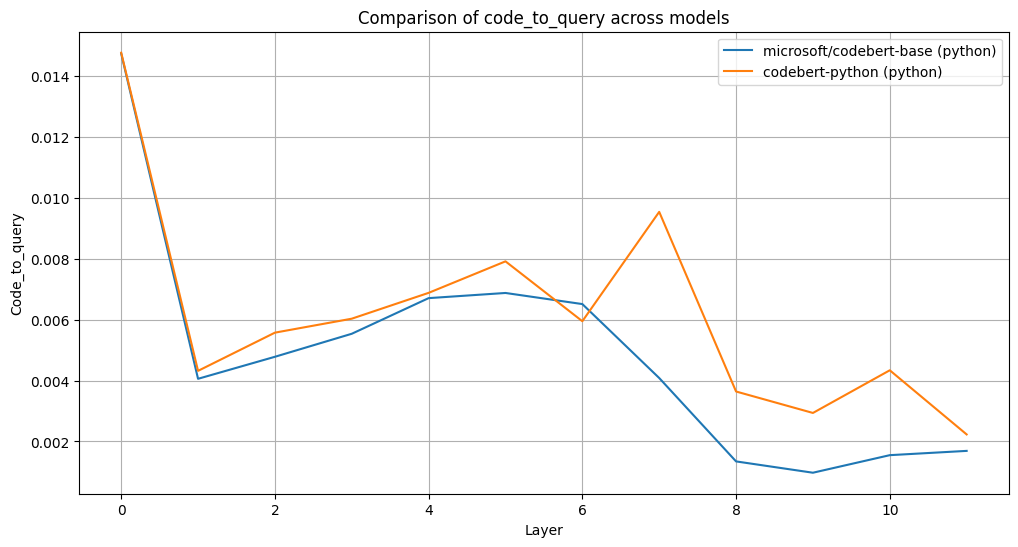 Comparison of code_to_query across models
microsoft/codebert-base (python)
codebert-python (python)
Code_to_query
0.014
0.012
0.010
0.008
0.006
0.004
0.002
0 2 4 6 8 10
Layer